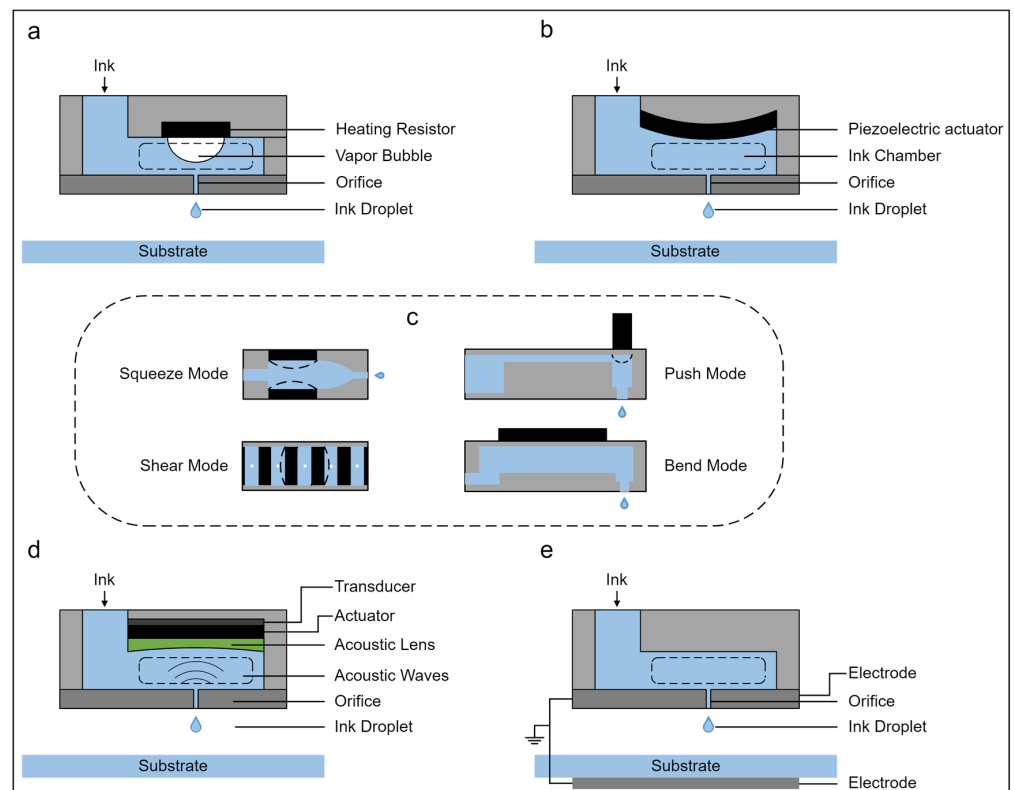 a
Ink
Heating Resistor
Vapor Bubble
Orifice
Ink Droplet
Substrate
b
Ink
Piezoelectric actuator
Ink Chamber
Orifice
Ink Droplet
Substrate
c
Squeeze Mode
Push Mode
Shear Mode
Bend Mode
d
Ink
Transducer
Actuator
Acoustic Lens
Acoustic Waves
Orifice
Ink Droplet
Substrate
e
Ink
Electrode
Orifice
Ink Droplet
Substrate
Electrode